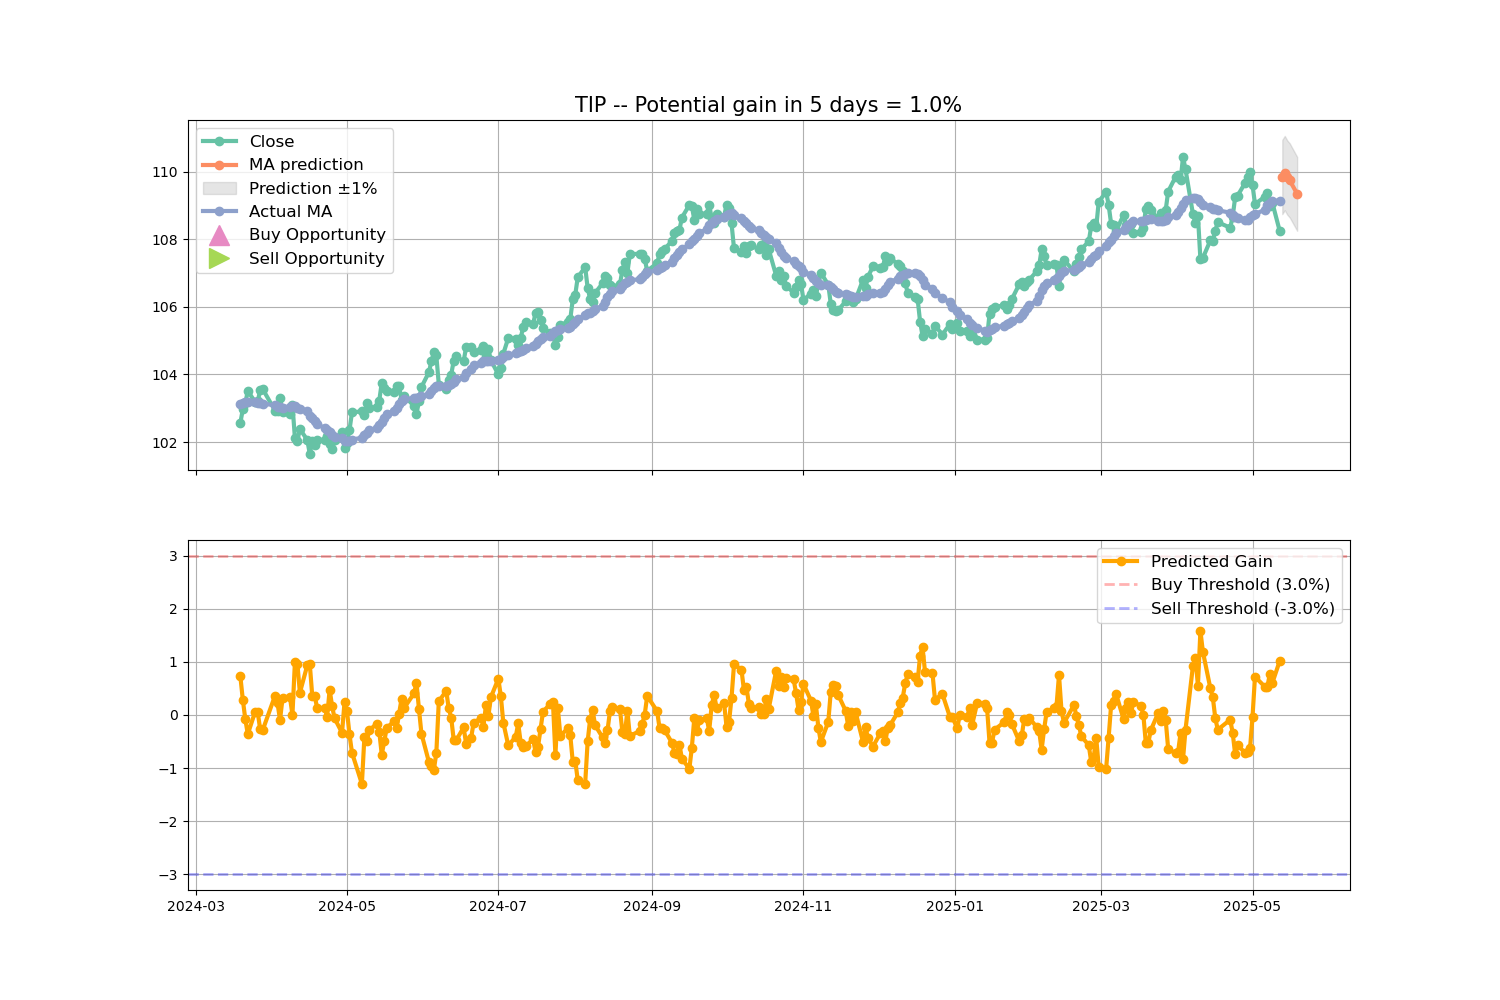 TIP -- Potential gain in 5 days = 1.0%
Close
MA prediction
Prediction ±1%
Actual MA
Buy Opportunity
Sell Opportunity
110
108
106
104
102
Predicted Gain
Buy Threshold (3.0%)
Sell Threshold (-3.0%)
3
2
1
0
−1
−2
−3
2024-03 2024-05 2024-07 2024-09 2024-11 2025-01 2025-03 2025-05